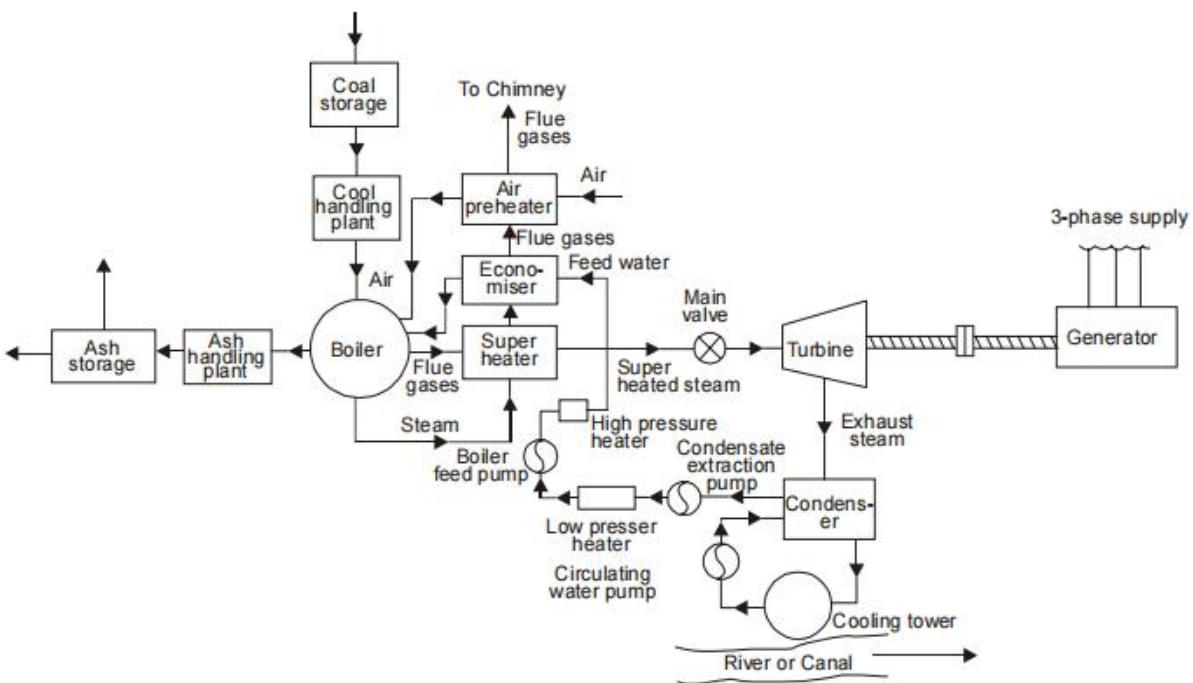 Coal
storage
To Chimney
Flue
gases
Cool
handling
plant
Air
preheater
Air
3-phase supply
Flue gases
Air
Econo-
miser
Feed water
Main
valve
Ash
storage
Ash
handling
plant
Boiler
Flue
gases
Super
heater
Super
heated steam
Turbine
Generator
Steam
High pressure
heater
Exhaust
steam
Boiler
feed pump
Condensate
extraction
pump
Condens-
er
Low presser
heater
Circulating
water pump
Cooling tower
River or Canal